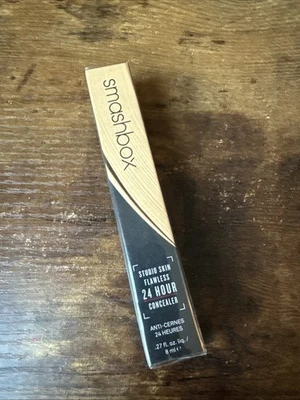 smashbox
STUDIO SKIN
FLAWLESS
24 HOUR
CONCEALER
ANTI-CERNES
24 HEURES
.27 fl. oz. liq./
8 ml ℮